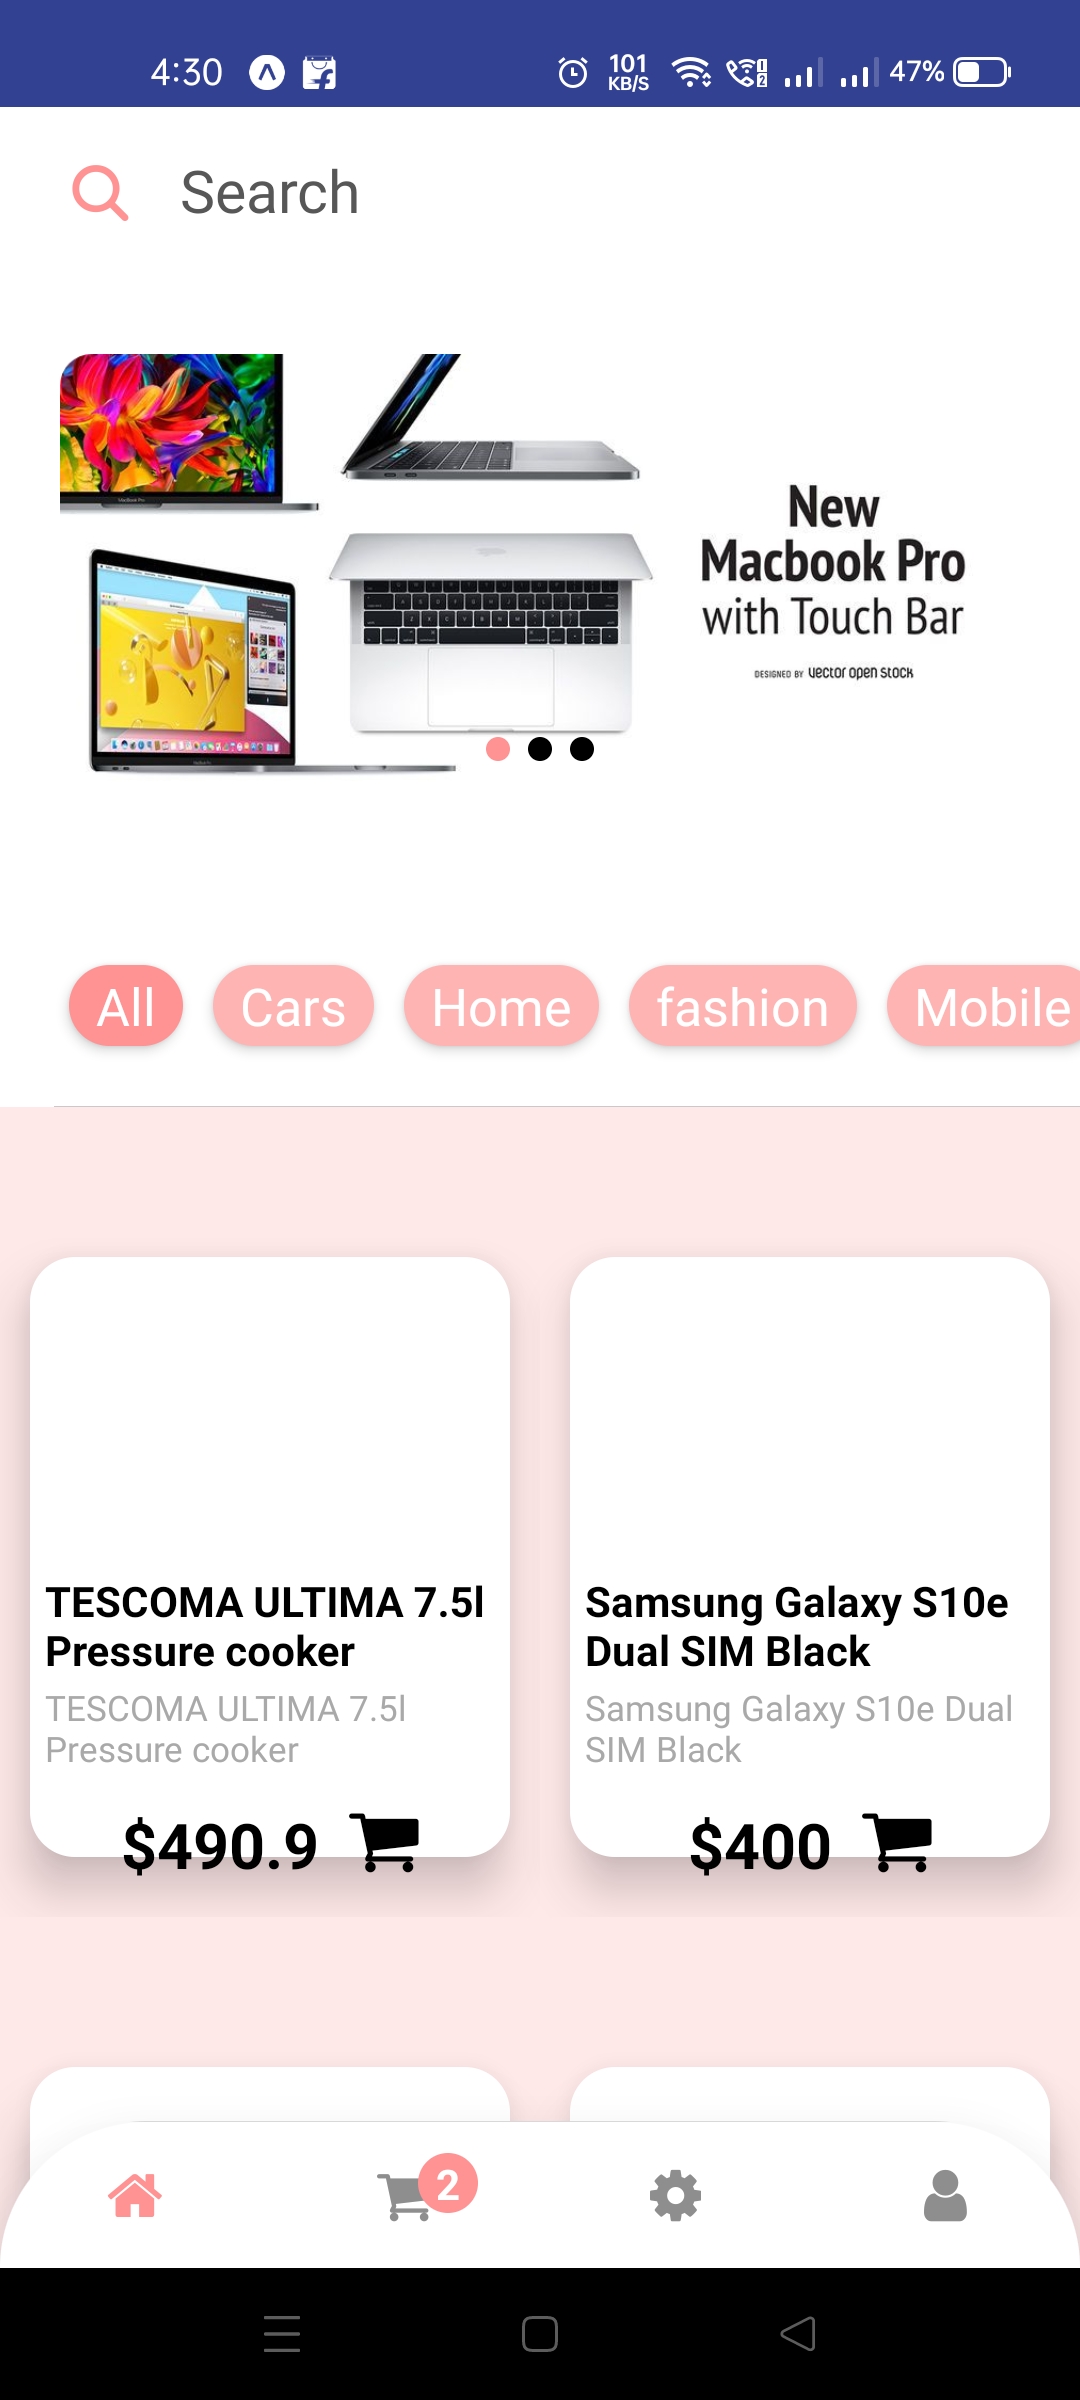 4:30
101
KB/S
47%
Search
New
Macbook Pro
with Touch Bar
DESIGNED BY vector open stock
All Cars Home fashion Mobile
TESCOMA ULTIMA 7.5l
Pressure cooker
TESCOMA ULTIMA 7.5l
Pressure cooker
$490.9
Samsung Galaxy S10e
Dual SIM Black
Samsung Galaxy S10e Dual
SIM Black
$400
2